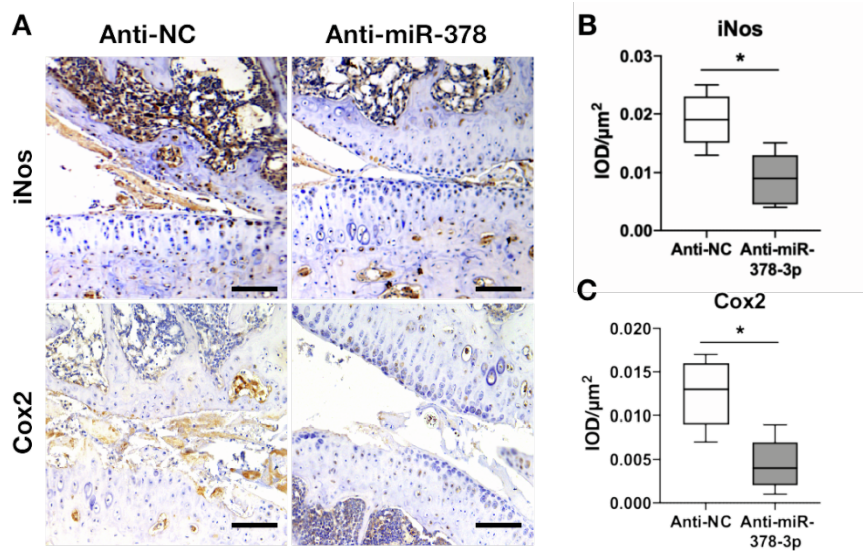 A
Anti-NC
Anti-miR-378
iNos
Cox2
B
iNos
*
0.03
0.02
0.01
0.00
IOD/µm²
Anti-NC
Anti-miR-
378-3p
C
Cox2
*
0.020
0.015
0.010
0.005
0.000
IOD/µm²
Anti-NC
Anti-miR-
378-3p